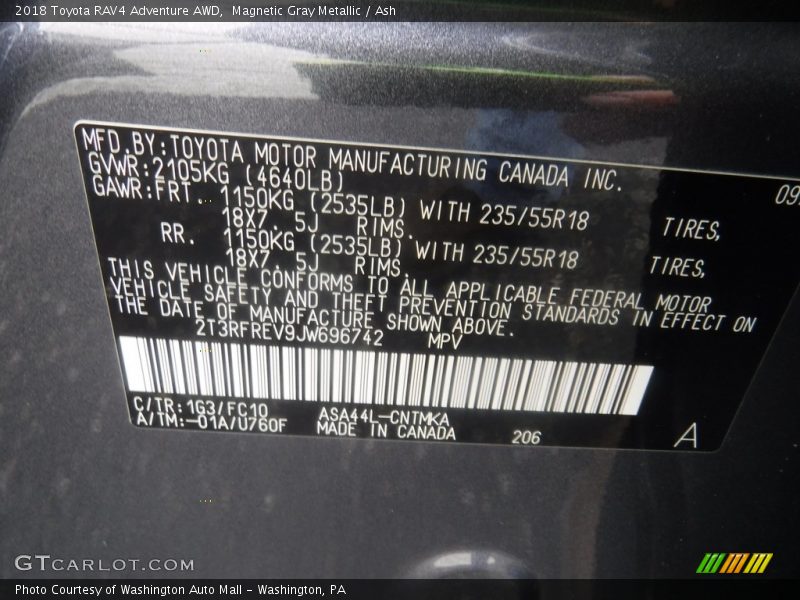 2018 Toyota RAV4 Adventure AWD,  Magnetic Gray Metallic / Ash
MFD.BY:TOYOTA MOTOR MANUFACTURING CANADA INC.
GVWR:2105KG (4640LB)
GAWR:FRT. 1150KG (2535LB) WITH 235/55R18 TIRES,
18X7.5J RIMS.
RR. 1150KG (2535LB) WITH 235/55R18 TIRES,
18X7.5J RIMS.
THIS VEHICLE CONFORMS TO ALL APPLICABLE FEDERAL MOTOR
VEHICLE SAFETY AND THEFT PREVENTION STANDARDS IN EFFECT ON
THE DATE OF MANUFACTURE SHOWN ABOVE.
2T3RFREV9JW696742 MPV
C/TR:1G3/FC10 ASA44L-CNTMKA
A/TM:-01A/U760F MADE IN CANADA 206 A
GTCARLOT.COM
Photo Courtesy of Washington Auto Mall - Washington, PA